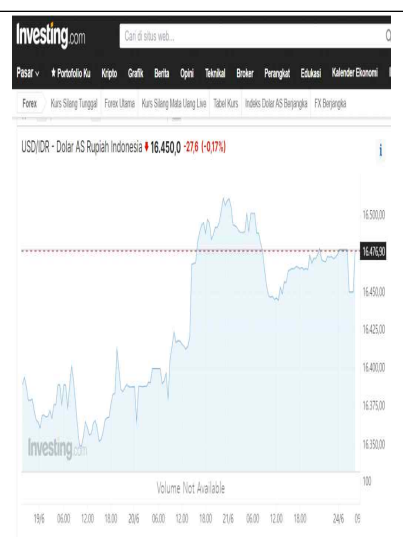 Investing.com
Cari di situs web...
Pasar ★ Portofolio Ku Kripto Grafik Berita Opini Teknikal Broker Perangkat Edukasi Kalender Ekonomi
Forex Kurs Silang Tunggal Forex Utama Kurs Silang Mata Uang Live Tabel Kurs Indeks Dolar AS Berjangka FX Berjangka
USD/IDR - Dolar AS Rupiah Indonesia 16.450,0 -27,6 (-0,17%)
i
16.500,00
16.476,90
16.450,00
16.425,00
16.400,00
16.375,00
16.350,00
Investing.com
100
Volume Not Available
19/6 06.00 12.00 18.00 20/6 06.00 12.00 18.00 21/6 06.00 12.00 18.00 24/6